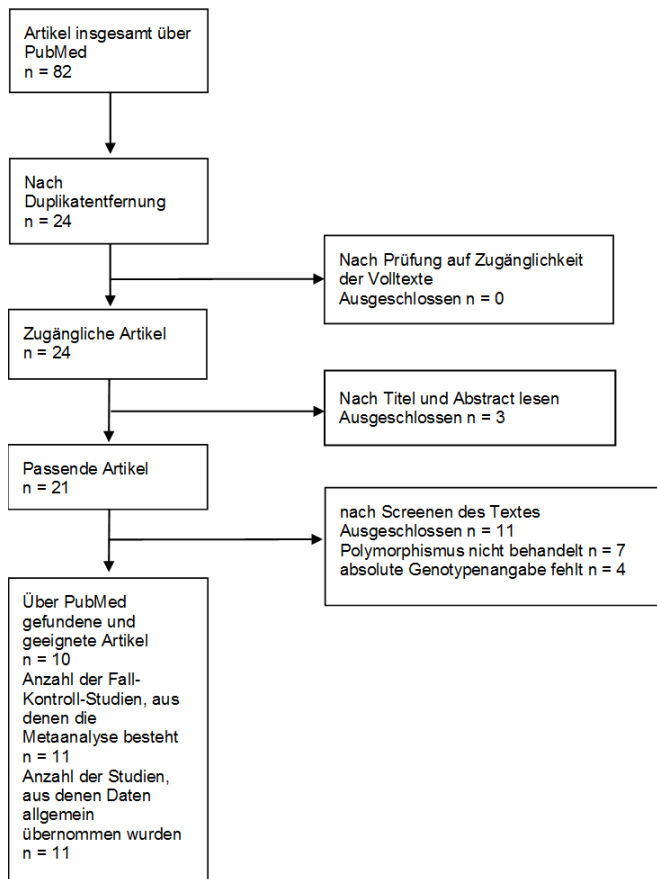 Artikel insgesamt über
PubMed
n = 82
Nach
Duplikatentfernung
n = 24
Nach Prüfung auf Zugänglichkeit
der Volltexte
Ausgeschlossen n = 0
Zugängliche Artikel
n = 24
Nach Titel und Abstract lesen
Ausgeschlossen n = 3
Passende Artikel
n = 21
nach Screenen des Textes
Ausgeschlossen n = 11
Polymorphismus nicht behandelt n = 7
absolute Genotypenangabe fehlt n = 4
Über PubMed
gefundene und
geeignete Artikel
n = 10
Anzahl der Fall-
Kontroll-Studien, aus
denen die
Metaanalyse besteht
n = 11
Anzahl der Studien,
aus denen Daten
allgemein
übernommen wurden
n = 11